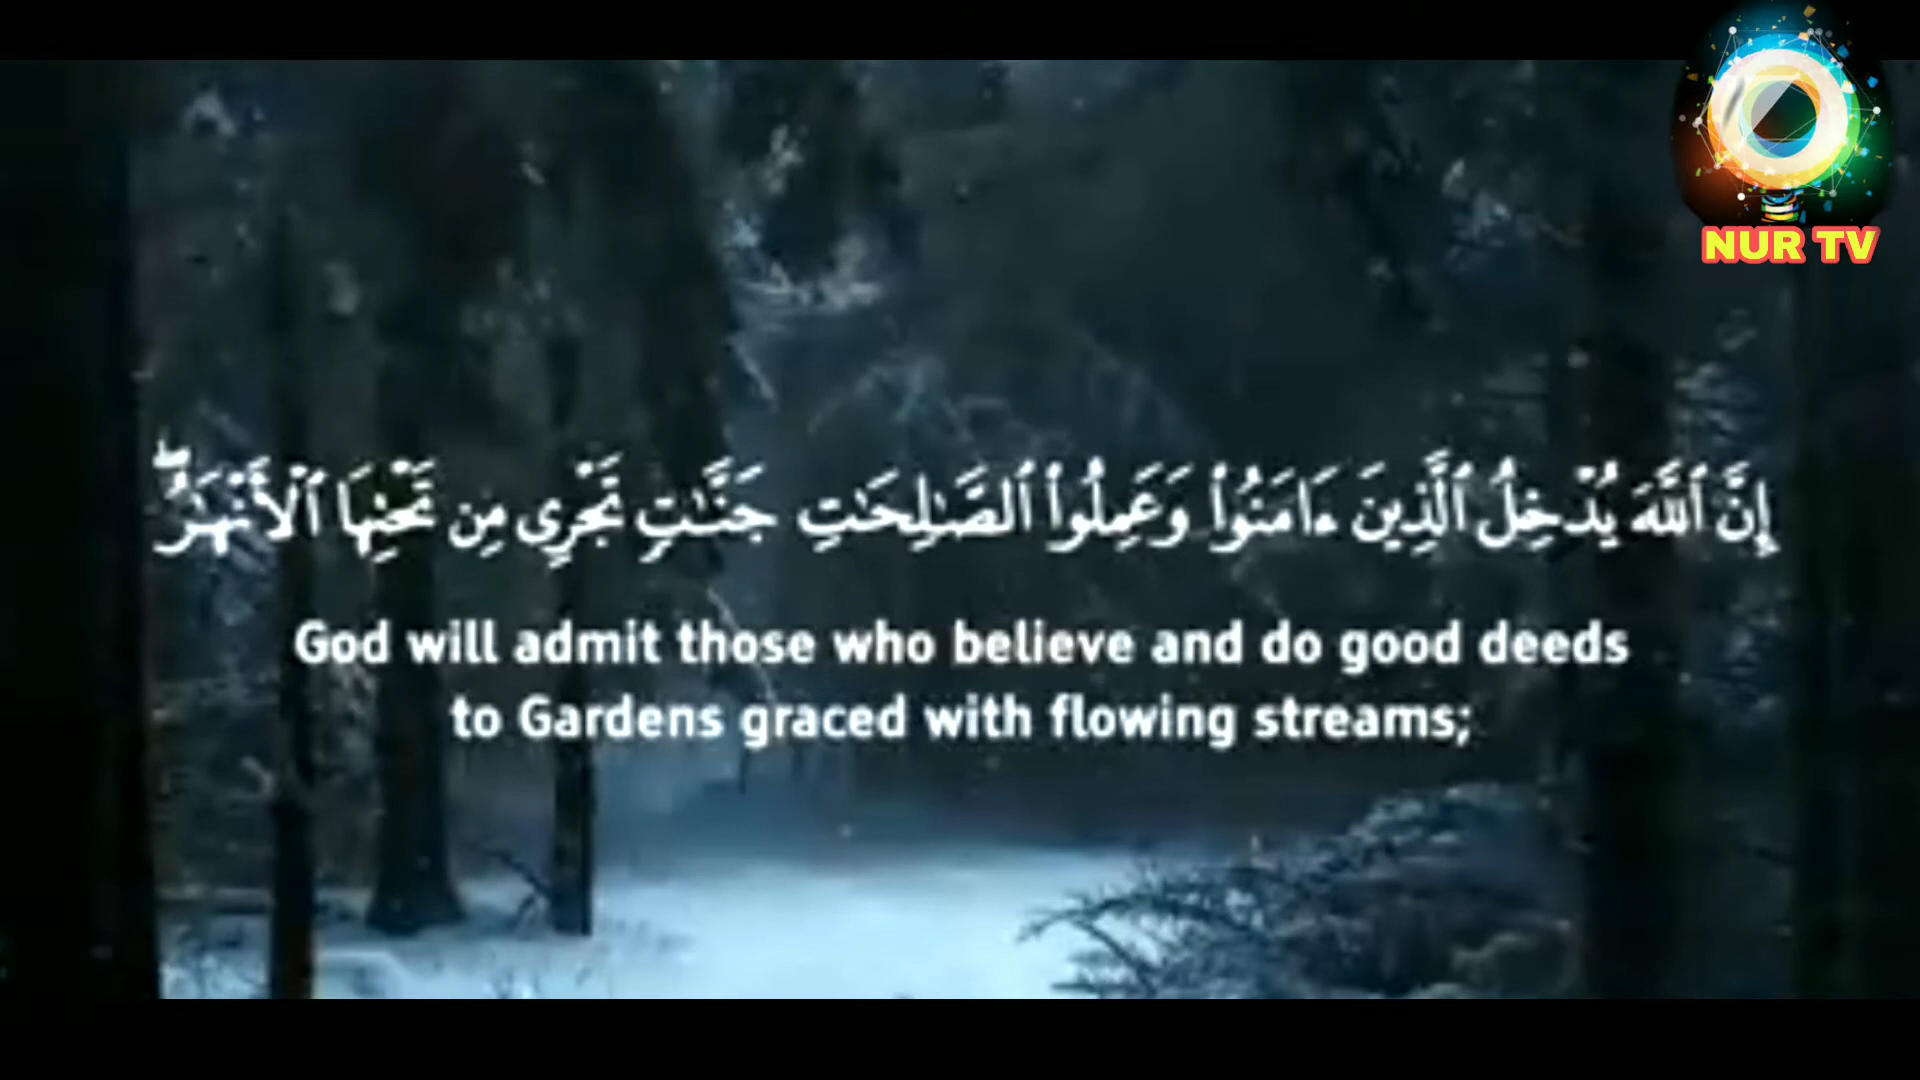 NUR TV
إِنَّ ٱللَّهَ يُدْخِلُ ٱلَّذِينَ ءَامَنُوا۟ وَعَمِلُوا۟ ٱلصَّـٰلِحَـٰتِ جَنَّـٰتٍ تَجْرِى مِن تَحْتِهَا ٱلْأَنْهَـٰرُ ۖ
God will admit those who believe and do good deeds
to Gardens graced with flowing streams;